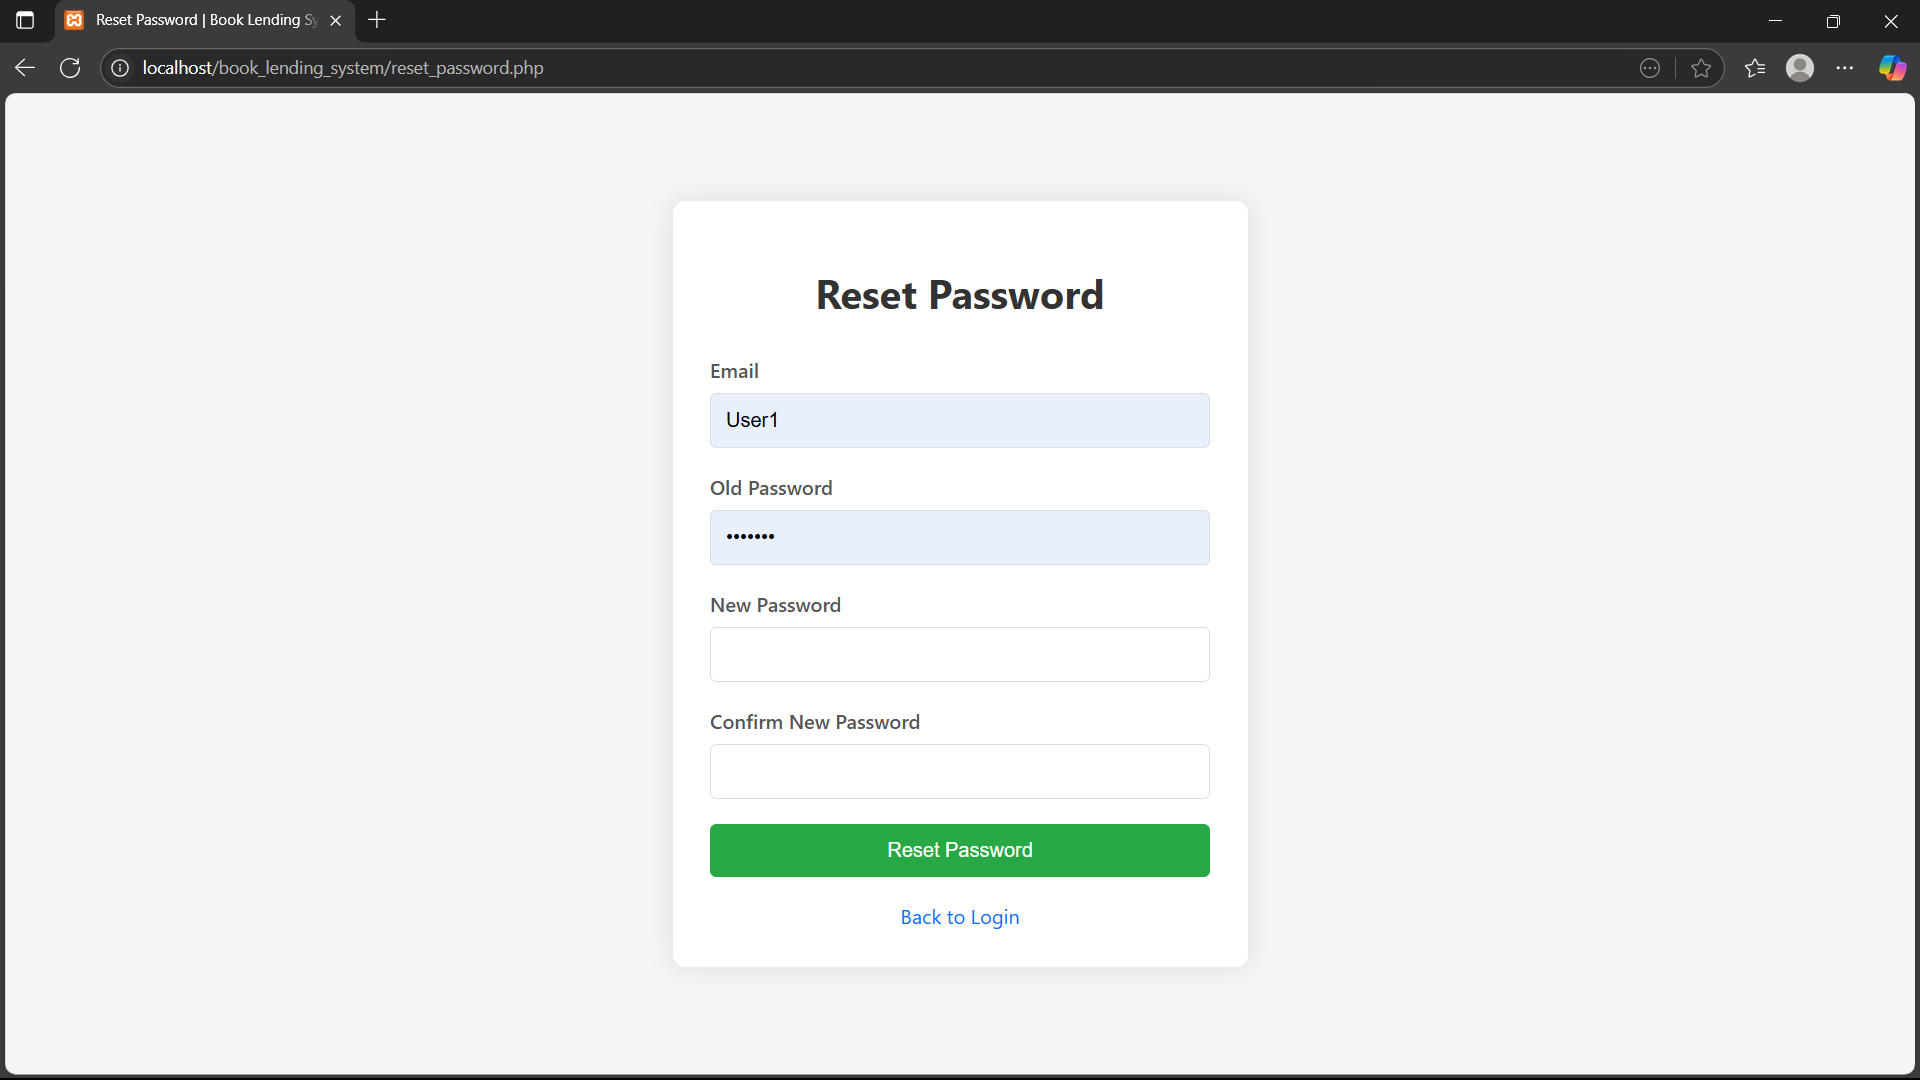 Reset Password | Book Lending Sy
localhost/book_lending_system/reset_password.php
Reset Password
Email
User1
Old Password
•••••••
New Password
Confirm New Password
Reset Password
Back to Login